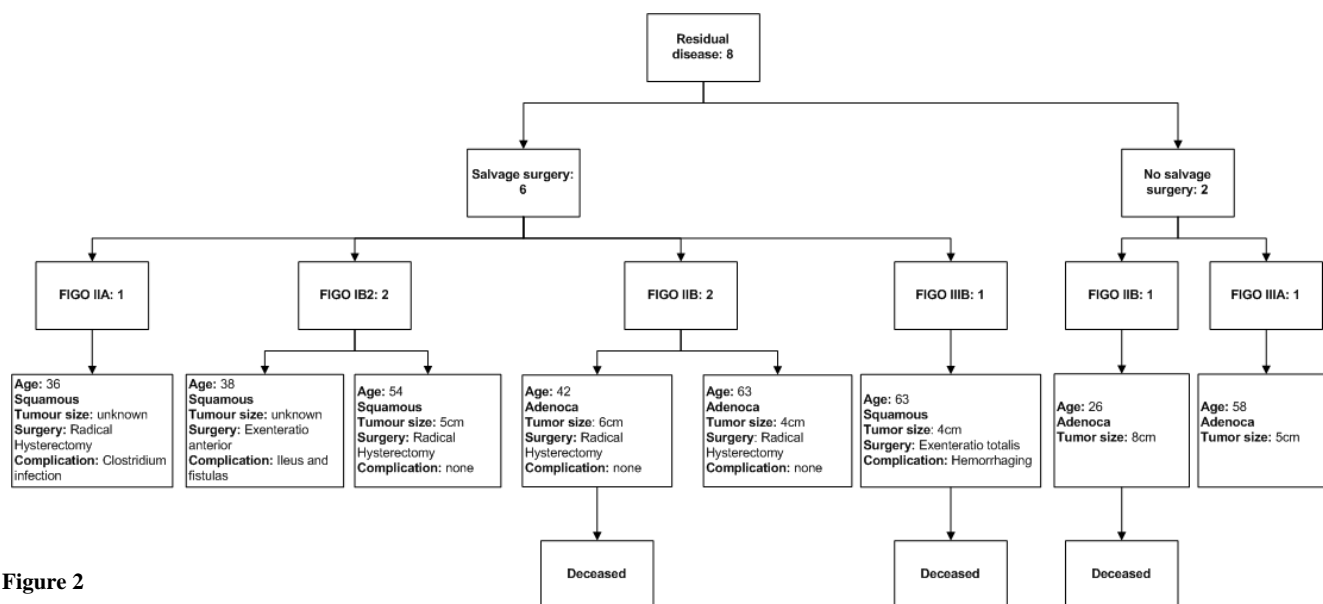 Residual
disease: 8
Salvage surgery:
6
No salvage
surgery: 2
FIGO IIA: 1
FIGO IB2: 2
FIGO IIB: 2
FIGO IIIB: 1
FIGO IIB: 1
FIGO IIIA: 1
Age: 36
Squamous
Tumour size: unknown
Surgery: Radical
Hysterectomy
Complication: Clostridium
infection
Age: 38
Squamous
Tumour size: unknown
Surgery: Exenteratio
anterior
Complication: Ileus and
fistulas
Age: 54
Squamous
Tumour size: 5cm
Surgery: Radical
Hysterectomy
Complication: none
Age: 42
Adenoca
Tumor size: 6cm
Surgery: Radical
Hysterectomy
Complication: none
Age: 63
Adenoca
Tumor size: 4cm
Surgery: Radical
Hysterectomy
Complication: none
Age: 63
Squamous
Tumor size: 4cm
Surgery: Exenteratio totalis
Complication: Hemorrhaging
Age: 26
Adenoca
Tumor size: 8cm
Age: 58
Adenoca
Tumor size: 5cm
Deceased
Deceased
Deceased
Figure 2